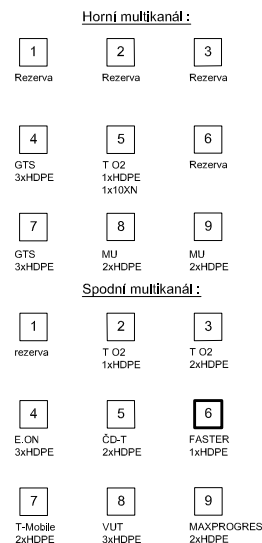 Horní multikanál :
1 2 3
Rezerva Rezerva Rezerva
4 5 6
GTS T O2 Rezerva
3xHDPE 1xHDPE
1x10XN
7 8 9
GTS MU MU
3xHDPE 2xHDPE 2xHDPE
Spodní multikanál :
1 2 3
rezerva T O2 T O2
1xHDPE 2xHDPE
4 5 6
E.ON ČD-T FASTER
3xHDPE 2xHDPE 1xHDPE
7 8 9
T-Mobile VUT MAXPROGRES
2xHDPE 3xHDPE 2xHDPE